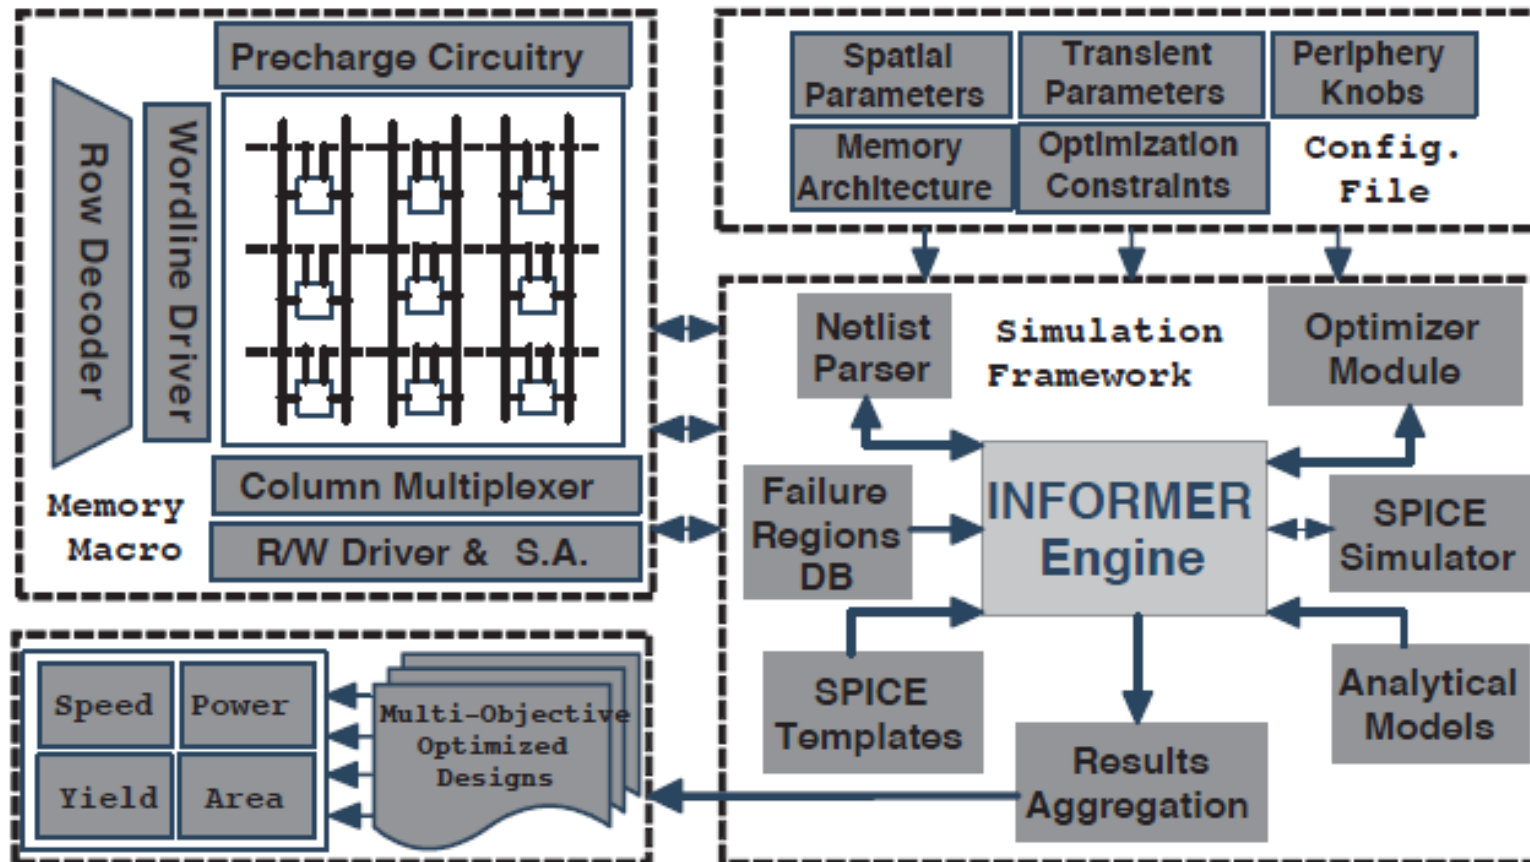 Precharge Circuitry
Row Decoder
Wordline Driver
Column Multiplexer
R/W Driver & S.A.
Memory
Macro
Spatial
Parameters
Transient
Parameters
Periphery
Knobs
Memory
Architecture
Optimization
Constraints
Config.
File
Netlist
Parser
Simulation
Framework
Optimizer
Module
Failure
Regions
DB
INFORMER
Engine
SPICE
Simulator
SPICE
Templates
Analytical
Models
Results
Aggregation
Speed
Power
Yield
Area
Multi-Objective
Optimized
Designs